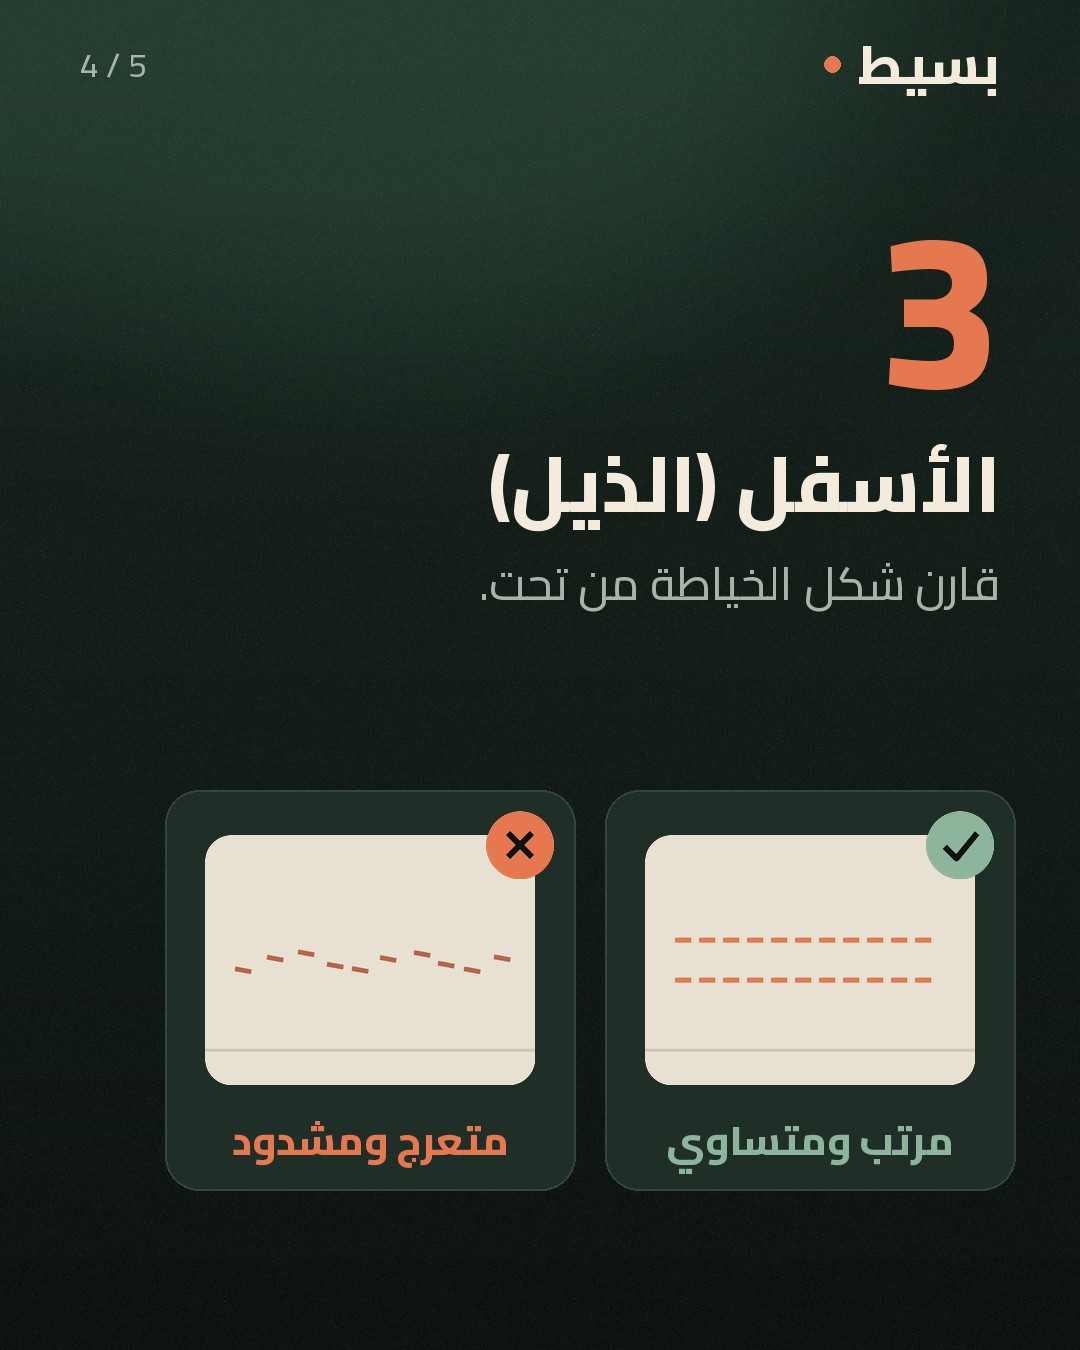 بسيط
4 / 5
3
الأسفل (الذيل)
قارن شكل الخياطة من تحت.
مرتب ومتساوي
متعرج ومشدود